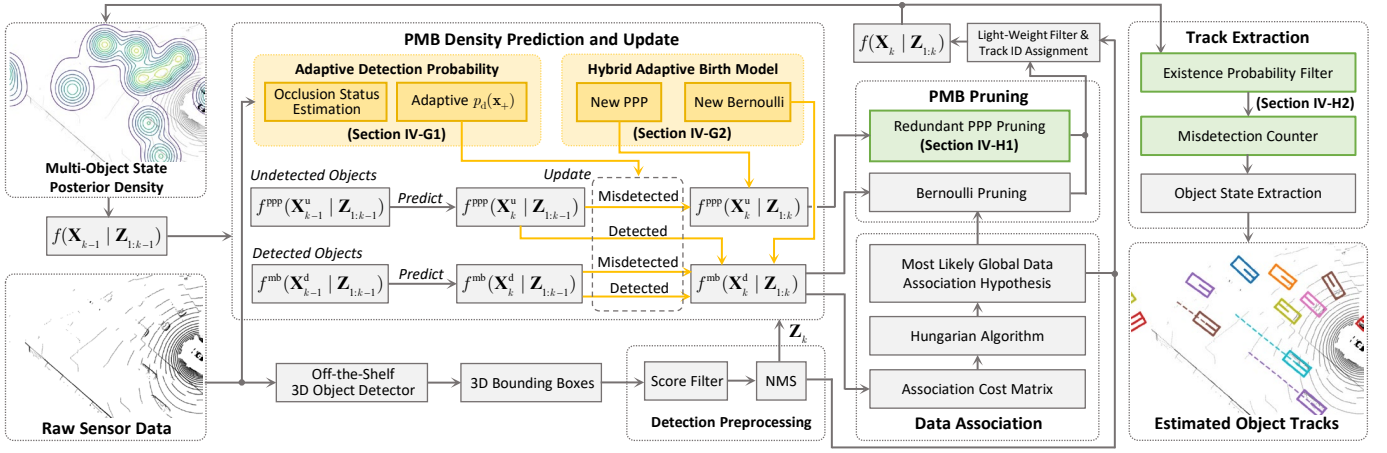 Multi-Object State
Posterior Density
f(X_{k−1} | Z_{1:k−1})
Raw Sensor Data
PMB Density Prediction and Update
Adaptive Detection Probability
Occlusion Status
Estimation
Adaptive p_d(x_+)
(Section IV-G1)
Hybrid Adaptive Birth Model
New PPP
New Bernoulli
(Section IV-G2)
Undetected Objects
Predict
Update
f^{ppp}(X^u_{k−1} | Z_{1:k−1})
f^{ppp}(X^u_k | Z_{1:k−1})
Misdetected
f^{ppp}(X^u_k | Z_{1:k})
Detected
Detected Objects
Predict
f^{mb}(X^d_{k−1} | Z_{1:k−1})
f^{mb}(X^d_k | Z_{1:k−1})
Misdetected
Detected
f^{mb}(X^d_k | Z_{1:k})
Z_k
Off-the-Shelf
3D Object Detector
3D Bounding Boxes
Score Filter
NMS
Detection Preprocessing
f(X_k | Z_{1:k})
Light-Weight Filter &
Track ID Assignment
PMB Pruning
Redundant PPP Pruning
(Section IV-H1)
Bernoulli Pruning
Most Likely Global Data
Association Hypothesis
Hungarian Algorithm
Association Cost Matrix
Data Association
Track Extraction
Existence Probability Filter
(Section IV-H2)
Misdetection Counter
Object State Extraction
Estimated Object Tracks